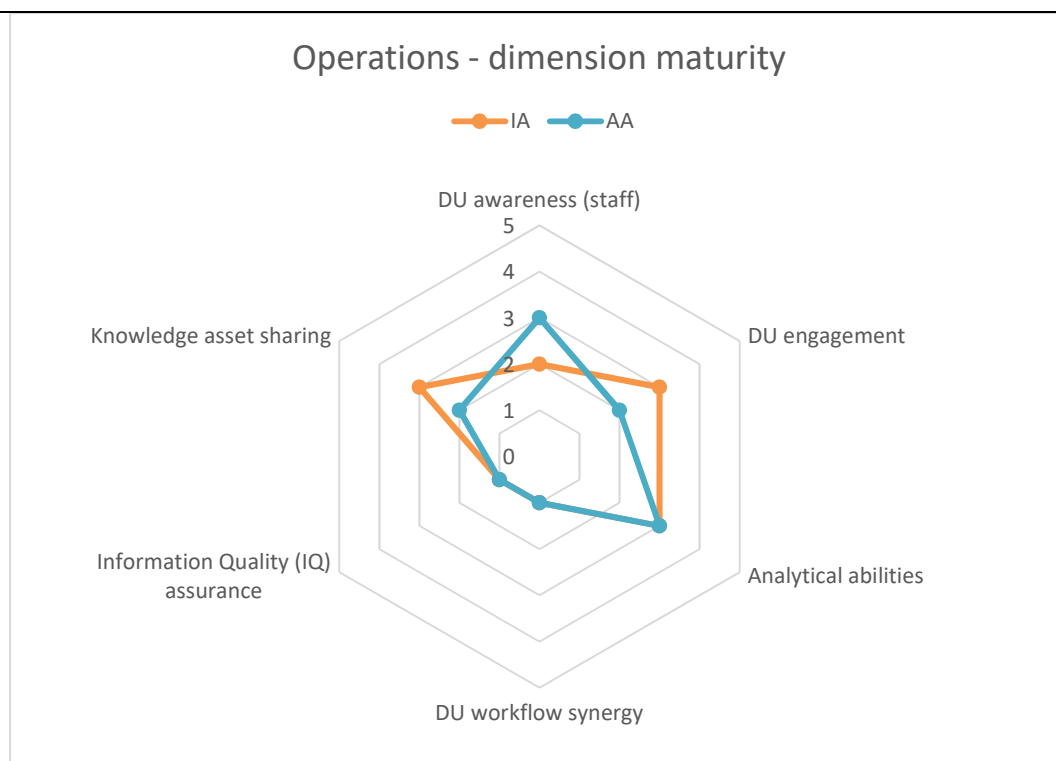 Operations - dimension maturity
IA AA
DU awareness (staff)
5
4
3
2
1
0
Knowledge asset sharing
DU engagement
Information Quality (IQ)
assurance
Analytical abilities
DU workflow synergy